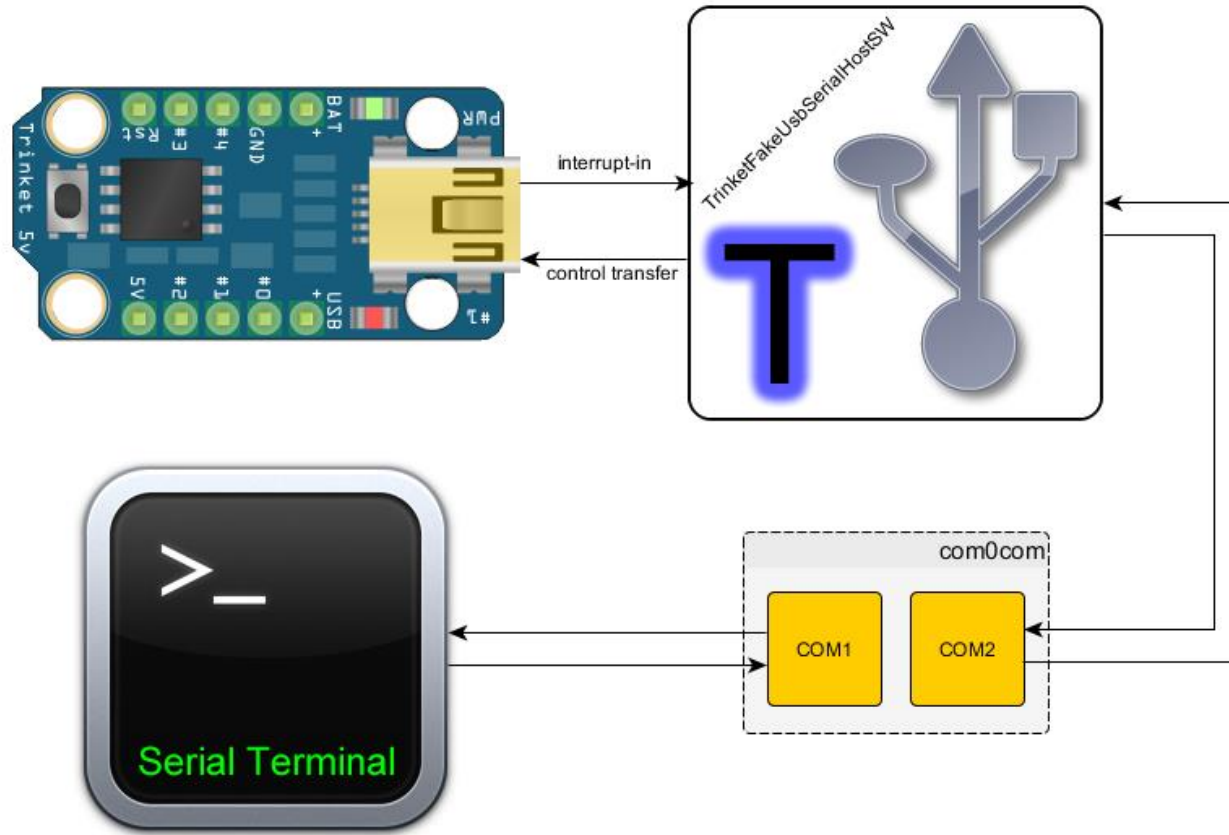 Trinket 5v
Rst
#3
#4
GND
+
BAT
PWR
5V
#2
#1
#0
+
USB
#1
interrupt-in
control transfer
TrinketFakeUsbSerialHostSW
T
com0com
COM1
COM2
>_
Serial Terminal